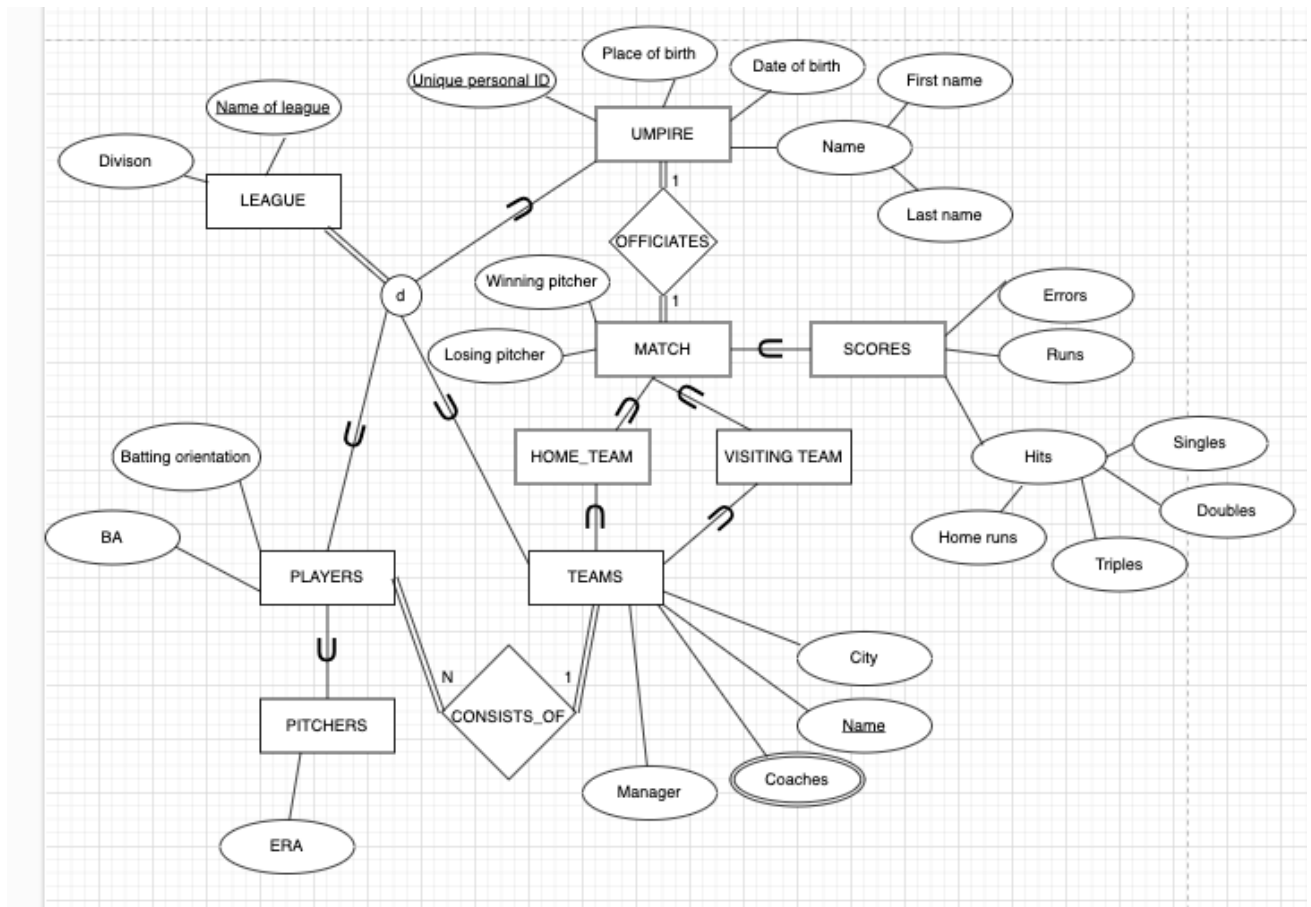 Place of birth
Date of birth
Unique personal ID
First name
Name of league
UMPIRE
Divison
Name
LEAGUE
1
Last name
OFFICIATES
Winning pitcher
d
Errors
1
Losing pitcher
MATCH
SCORES
Runs
Singles
Batting orientation
HOME_TEAM
VISITING TEAM
Hits
Doubles
BA
Home runs
Triples
PLAYERS
TEAMS
City
N
1
PITCHERS
CONSISTS_OF
Name
Coaches
Manager
ERA